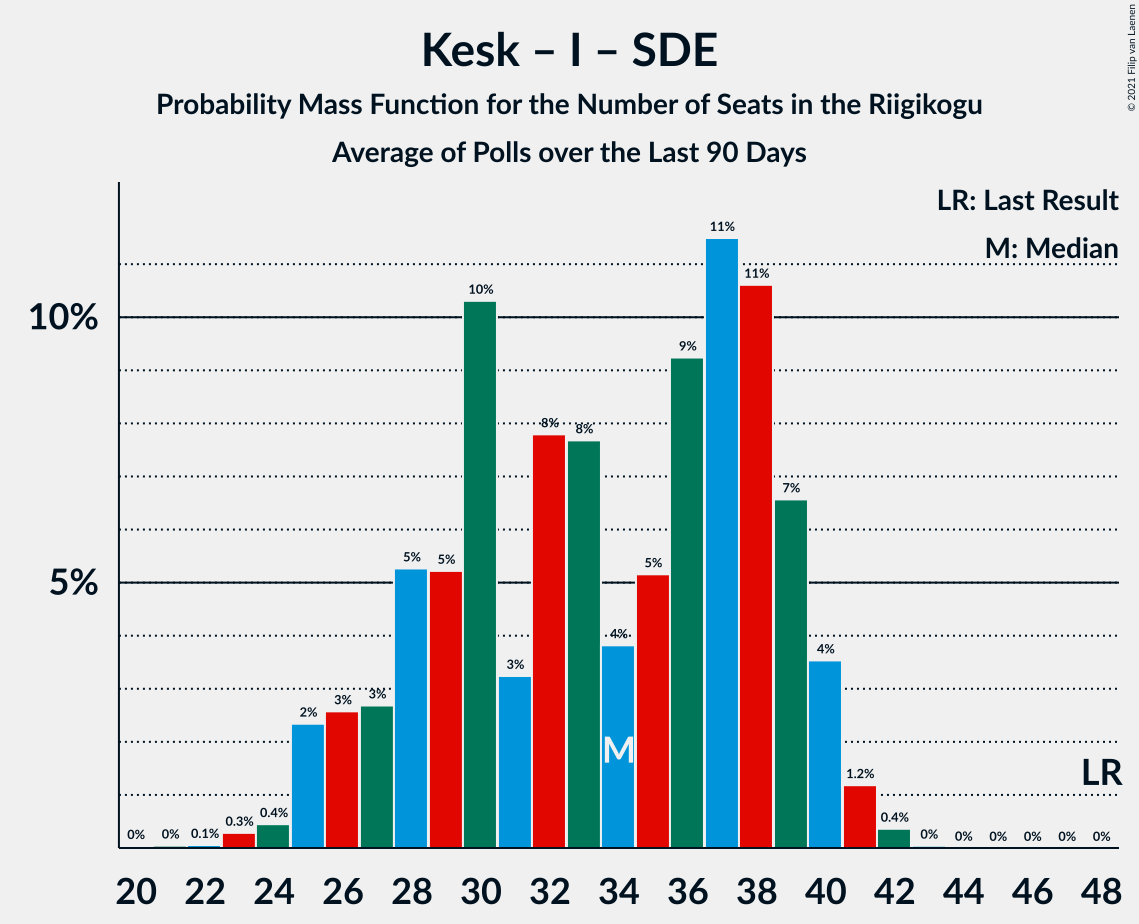 Kesk – I – SDE
Probability Mass Function for the Number of Seats in the Riigikogu
Average of Polls over the Last 90 Days
© 2021 Filip van Laenen
LR: Last Result
M: Median
10%
5%
0% 0% 0.1% 0.3% 0.4% 2% 3% 3% 5% 5% 10% 3% 8% 8% 4% 5% 9% 11% 11% 7% 4% 1.2% 0.4% 0% 0% 0% 0% 0% 0%
M
LR
20 22 24 26 28 30 32 34 36 38 40 42 44 46 48